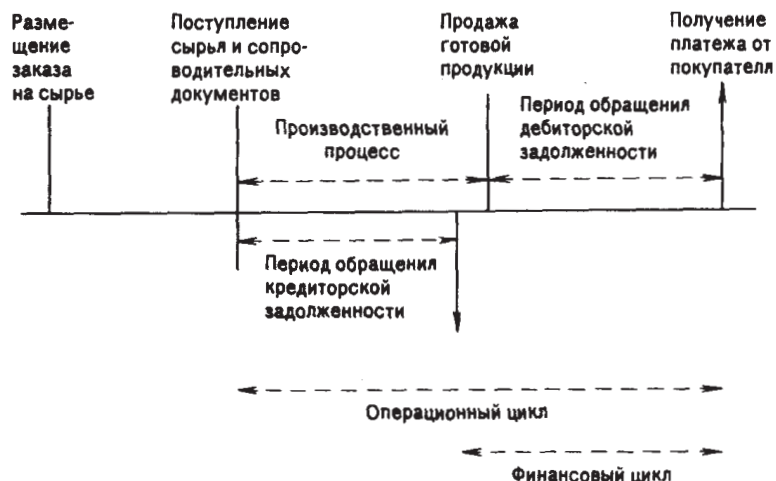 Разме-
щение
заказа
на сырье
Поступление
сырья и сопро-
водительных
документов
Продажа
готовой
продукции
Получение
платежа от
покупателя
Производственный
процесс
Период обращения
дебиторской
задолженности
Период обращения
кредиторской
задолженности
Операционный цикл
Финансовый цикл